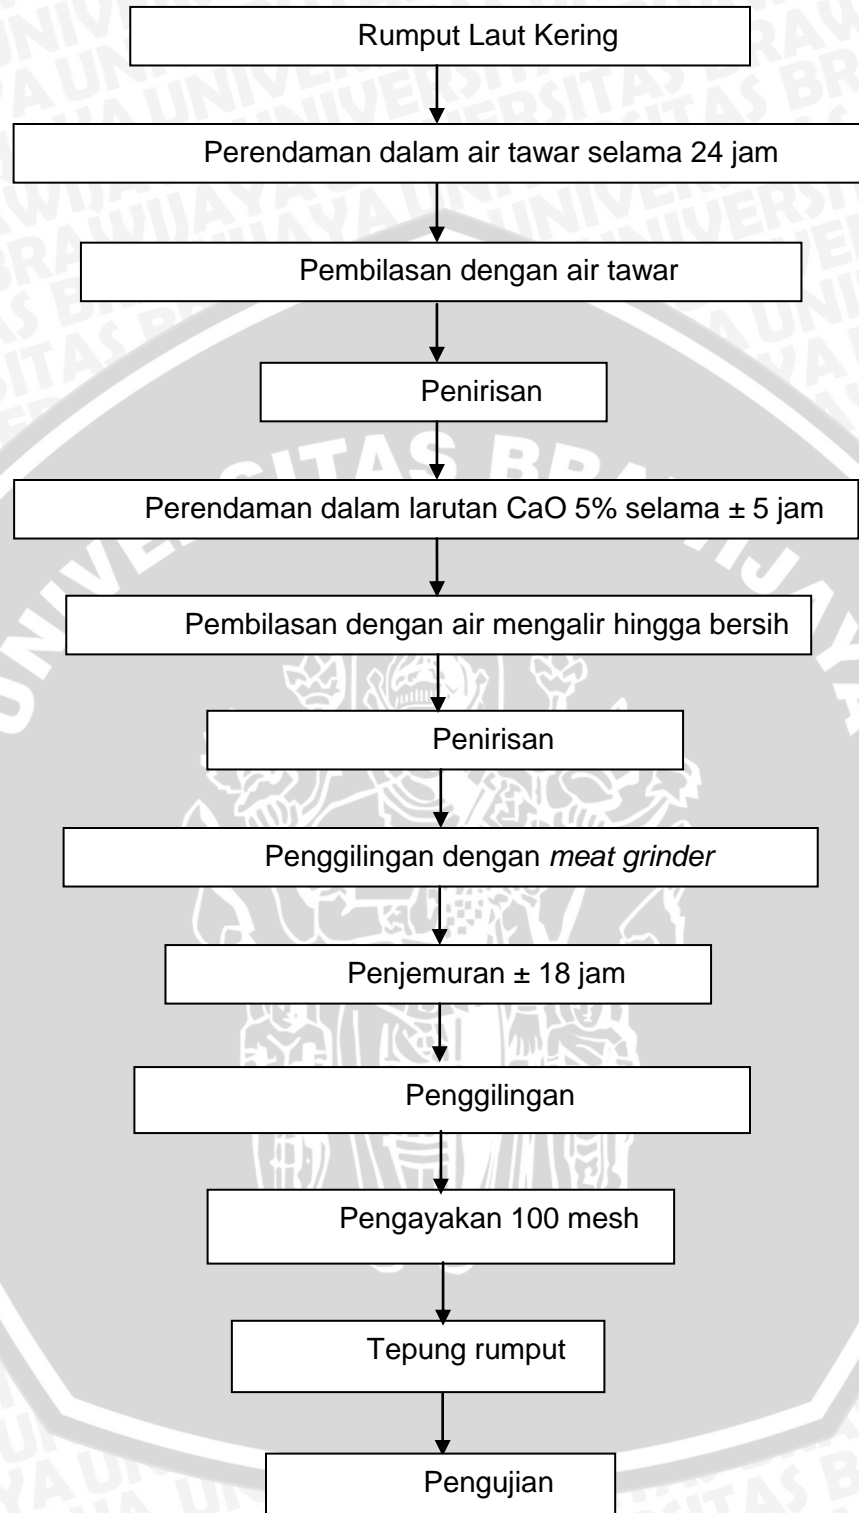 Rumput Laut Kering
Perendaman dalam air tawar selama 24 jam
Pembilasan dengan air tawar
Penirisan
Perendaman dalam larutan CaO 5% selama ± 5 jam
Pembilasan dengan air mengalir hingga bersih
Penirisan
Penggilingan dengan meat grinder
Penjemuran ± 18 jam
Penggilingan
Pengayakan 100 mesh
Tepung rumput
Pengujian
UNIVERSITAS BRAWIJAYA